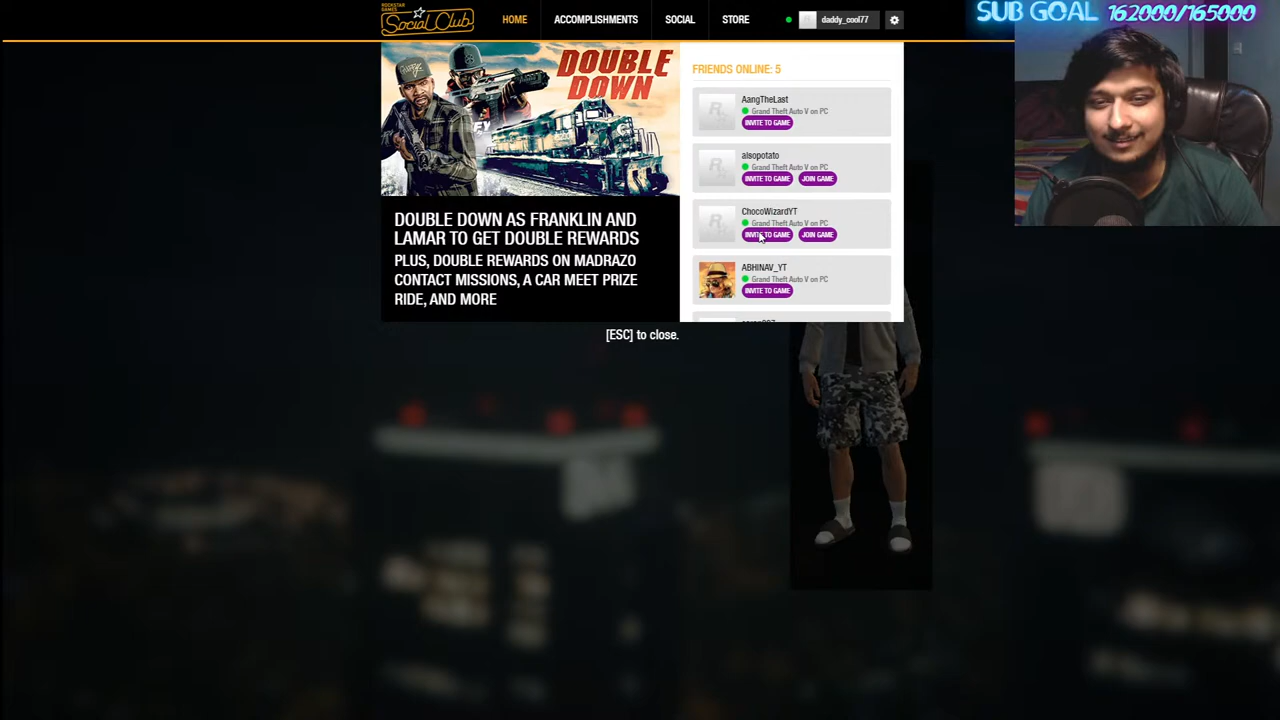 ROCKSTAR
GAMES
Social Club
HOME
ACCOMPLISHMENTS
SOCIAL
STORE
daddy_cool77
SUB GOAL 162000/165000
DOUBLE
DOWN
DOUBLE DOWN AS FRANKLIN AND
LAMAR TO GET DOUBLE REWARDS
PLUS, DOUBLE REWARDS ON MADRAZO
CONTACT MISSIONS, A CAR MEET PRIZE
RIDE, AND MORE
FRIENDS ONLINE: 5
AangTheLast
Grand Theft Auto V on PC
INVITE TO GAME
alsopotato
Grand Theft Auto V on PC
INVITE TO GAME JOIN GAME
ChocoWizardYT
Grand Theft Auto V on PC
INVITE TO GAME JOIN GAME
ABHINAV_YT
Grand Theft Auto V on PC
INVITE TO GAME
[ESC] to close.